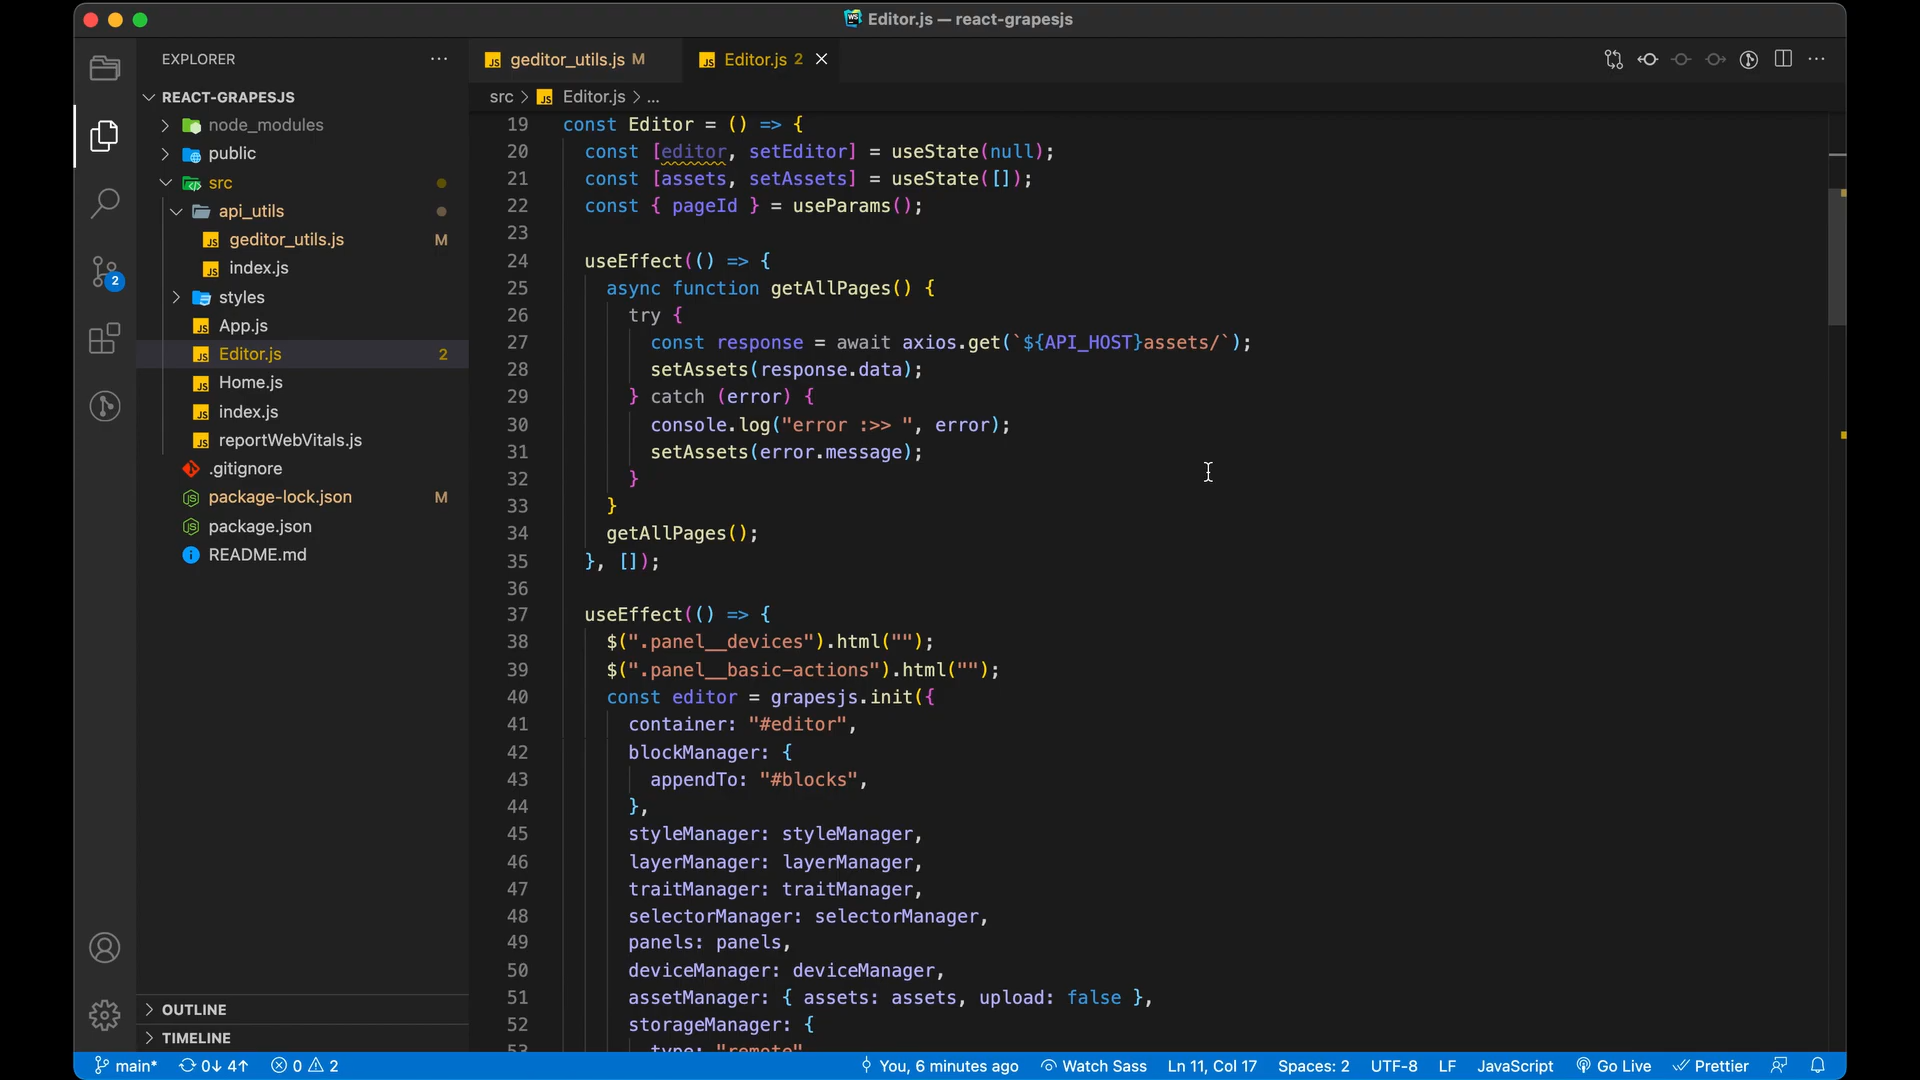 Editor.js — react-grapesjs
EXPLORER
REACT-GRAPESJS
node_modules
public
src
api_utils
geditor_utils.js M
index.js
styles
App.js
Editor.js 2
Home.js
index.js
reportWebVitals.js
.gitignore
package-lock.json M
package.json
README.md
OUTLINE
TIMELINE
2
geditor_utils.js M
Editor.js 2
src > Editor.js > ...
19 const Editor = () => {
20 const [editor, setEditor] = useState(null);
21 const [assets, setAssets] = useState([]);
22 const { pageId } = useParams();
23
24 useEffect(() => {
25 async function getAllPages() {
26 try {
27 const response = await axios.get(`${API_HOST}assets/`);
28 setAssets(response.data);
29 } catch (error) {
30 console.log("error :>> ", error);
31 setAssets(error.message);
32 }
33 }
34 getAllPages();
35 }, []);
36
37 useEffect(() => {
38 $(".panel__devices").html("");
39 $(".panel__basic-actions").html("");
40 const editor = grapesjs.init({
41 container: "#editor",
42 blockManager: {
43 appendTo: "#blocks",
44 },
45 styleManager: styleManager,
46 layerManager: layerManager,
47 traitManager: traitManager,
48 selectorManager: selectorManager,
49 panels: panels,
50 deviceManager: deviceManager,
51 assetManager: { assets: assets, upload: false },
52 storageManager: {
53 type: "remote"
main* 0↓ 4↑ 0 2 You, 6 minutes ago Watch Sass Ln 11, Col 17 Spaces: 2 UTF-8 LF JavaScript Go Live Prettier